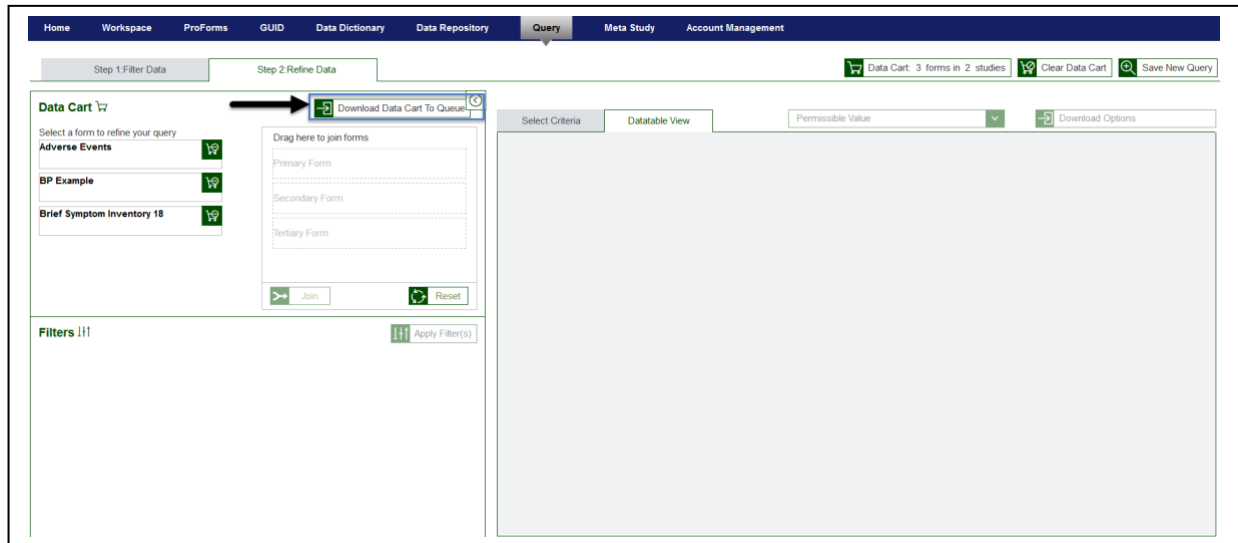 Home Workspace ProForms GUID Data Dictionary Data Repository Query Meta Study Account Management
Step 1:Filter Data Step 2:Refine Data Data Cart: 3 forms in 2 studies Clear Data Cart Save New Query
Data Cart Download Data Cart To Queue
Select Criteria Datatable View Permissible Value Download Options
Select a form to refine your query
Drag here to join forms
Adverse Events
Primary Form
BP Example
Secondary Form
Brief Symptom Inventory 18
Tertiary Form
Join Reset
Filters Apply Filter(s)